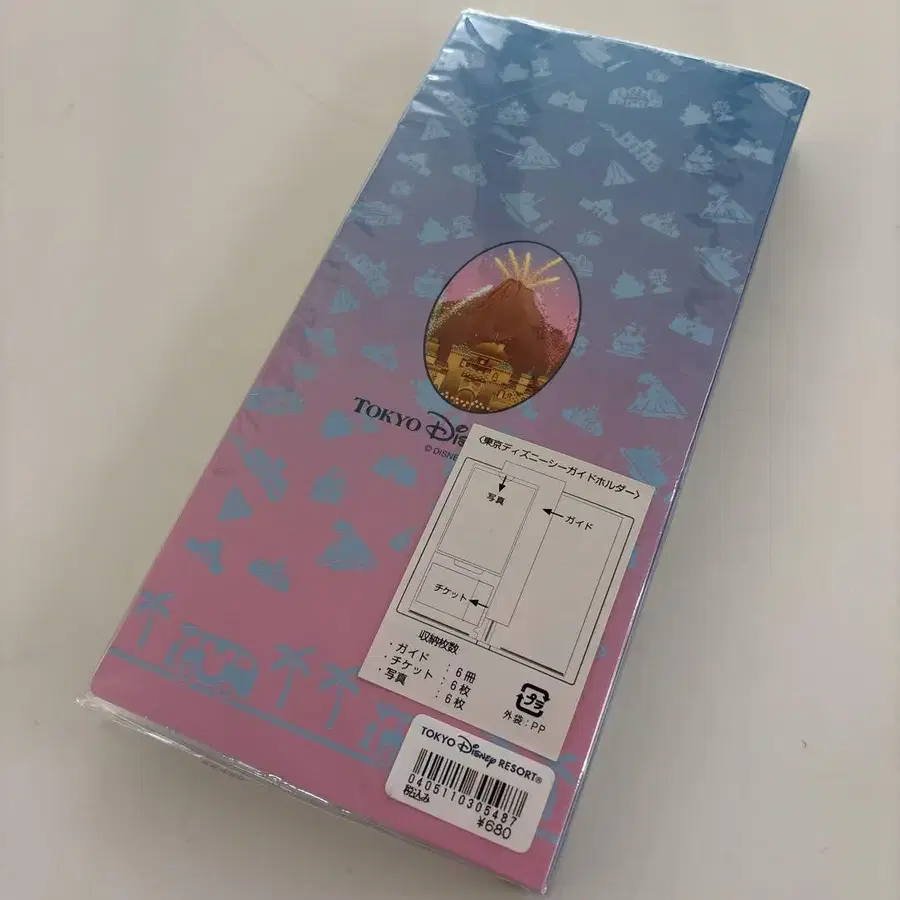 TOKYO Dis
© DISNE
〈東京ディズニーシーガイドホルダー〉
写真
ガイド
チケット
収納枚数
・ガイド : 6冊
・チケット : 6枚
・写真 : 6枚
プラ
外袋:PP
TOKYO Disney RESORT®
0405110305487
税込み
¥680